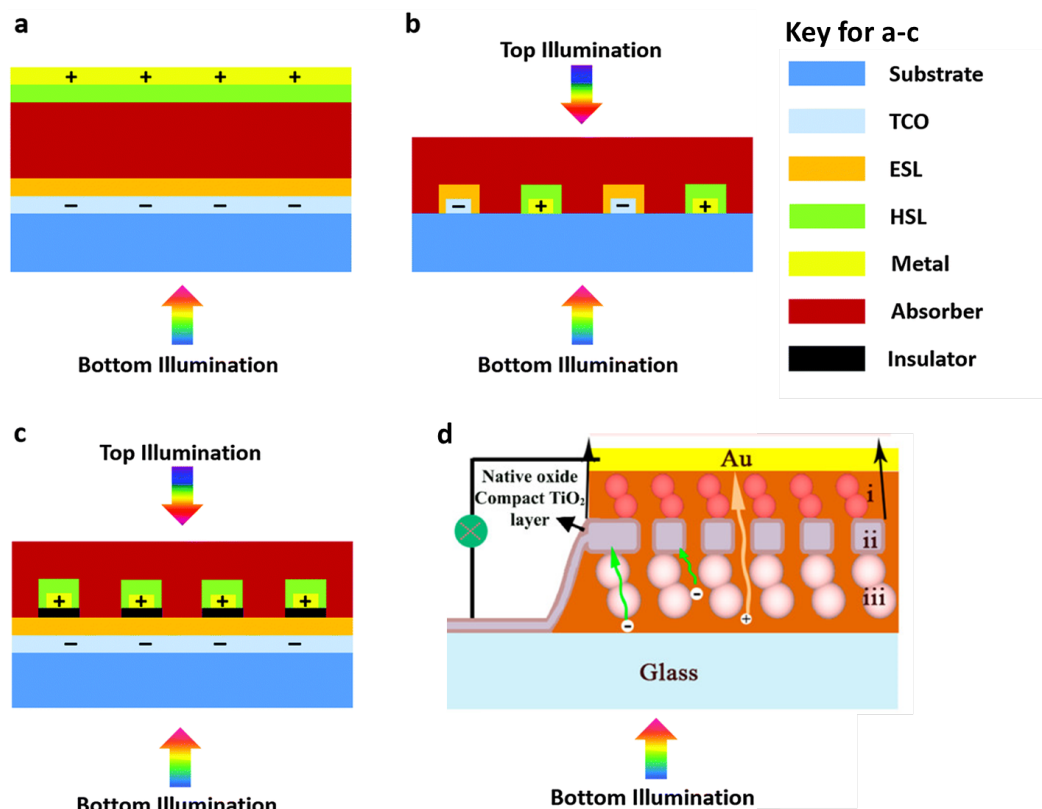 a
+ + + +
− − − −
Bottom Illumination
b
Top Illumination
− + − +
Bottom Illumination
Key for a-c
Substrate
TCO
ESL
HSL
Metal
Absorber
Insulator
c
Top Illumination
+ + + +
− − − −
Bottom Illumination
d
Au
Native oxide
Compact TiO₂
layer
i
ii
iii
− − +
Glass
Bottom Illumination